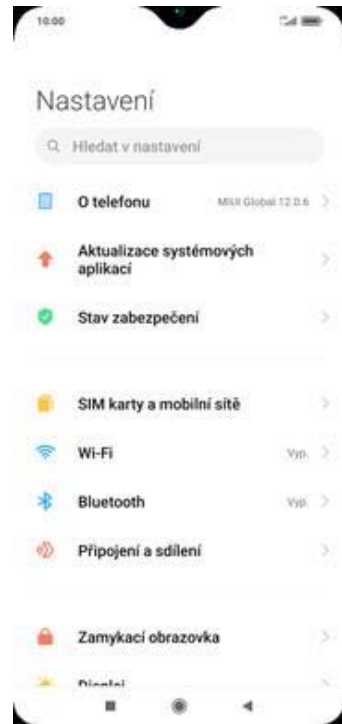 10:00
Nastavení
Hledat v nastavení
O telefonu MIUI Global 12.0.6
Aktualizace systémových
aplikací
Stav zabezpečení
SIM karty a mobilní sítě
Wi-Fi Vyp.
Bluetooth Vyp.
Připojení a sdílení
Zamykací obrazovka
Displej